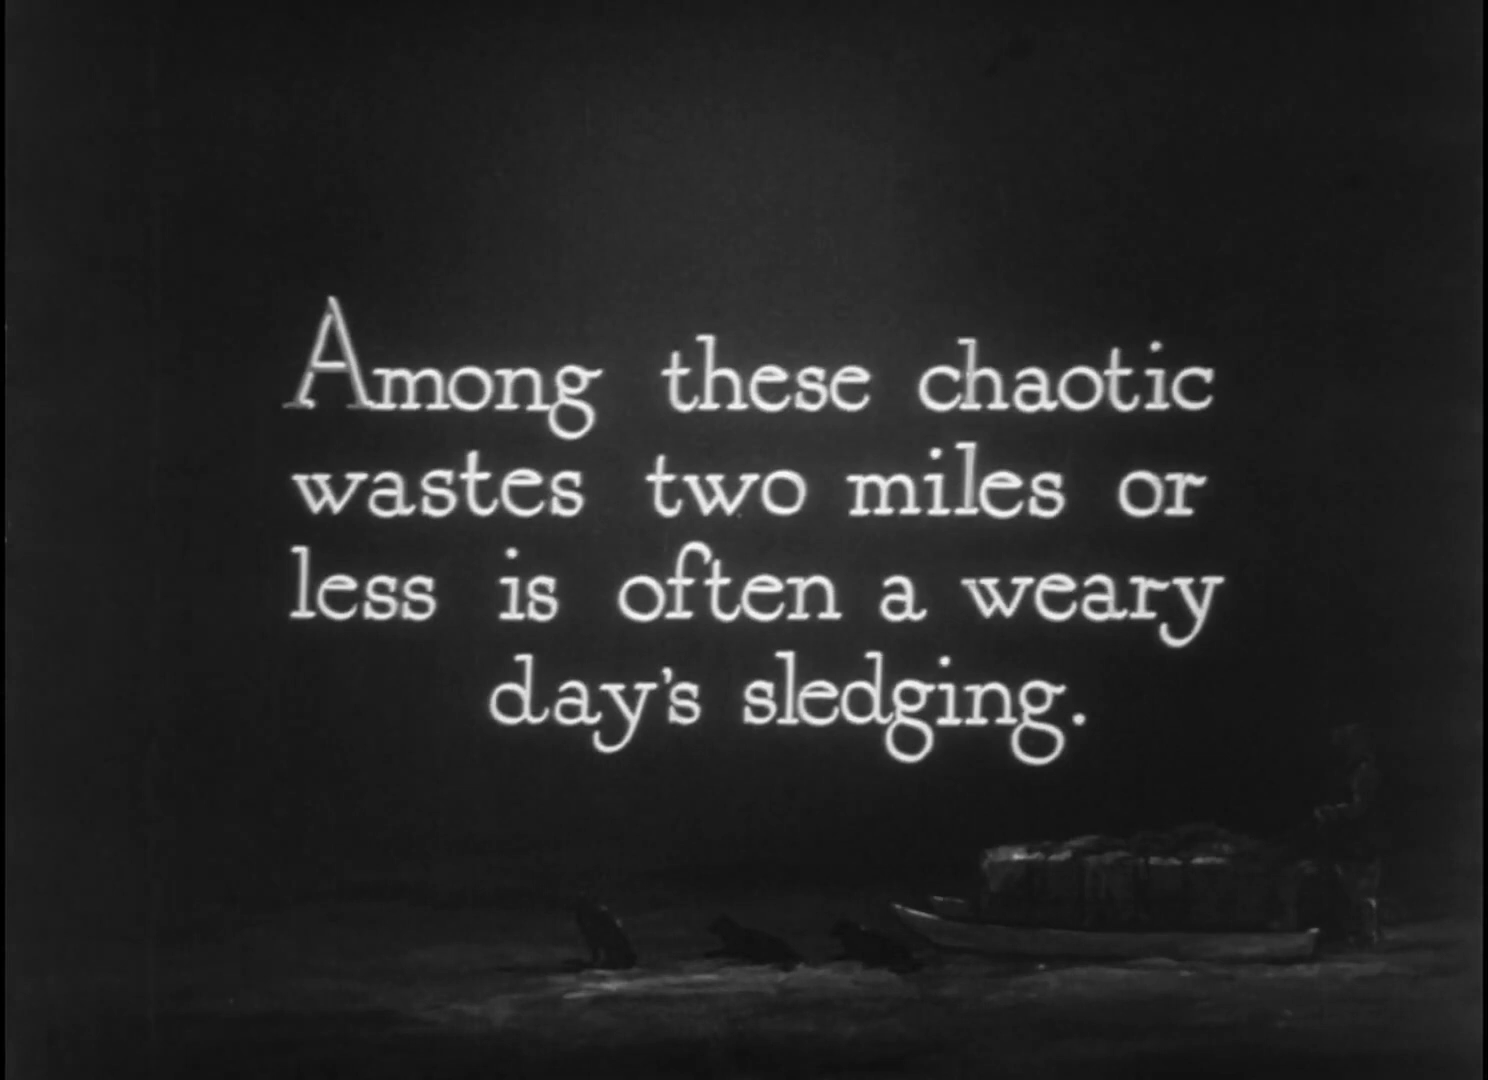 Among these chaotic
wastes two miles or
less is often a weary
day's sledging.